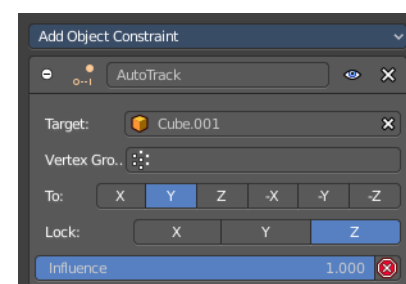 Add Object Constraint
AutoTrack
Target: Cube.001
Vertex Gro..
To: X Y Z -X -Y -Z
Lock: X Y Z
Influence 1.000